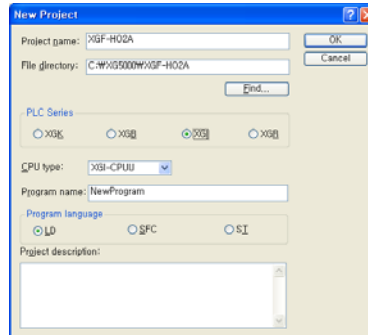 New Project
Project name: XGF-HO2A
OK
File directory: C:₩XG5000₩XGF-HO2A
Cancel
Find...
PLC Series
XGK XGB XGI XGR
CPU type: XGI-CPUU
Program name: NewProgram
Program language
LD SFC ST
Project description: